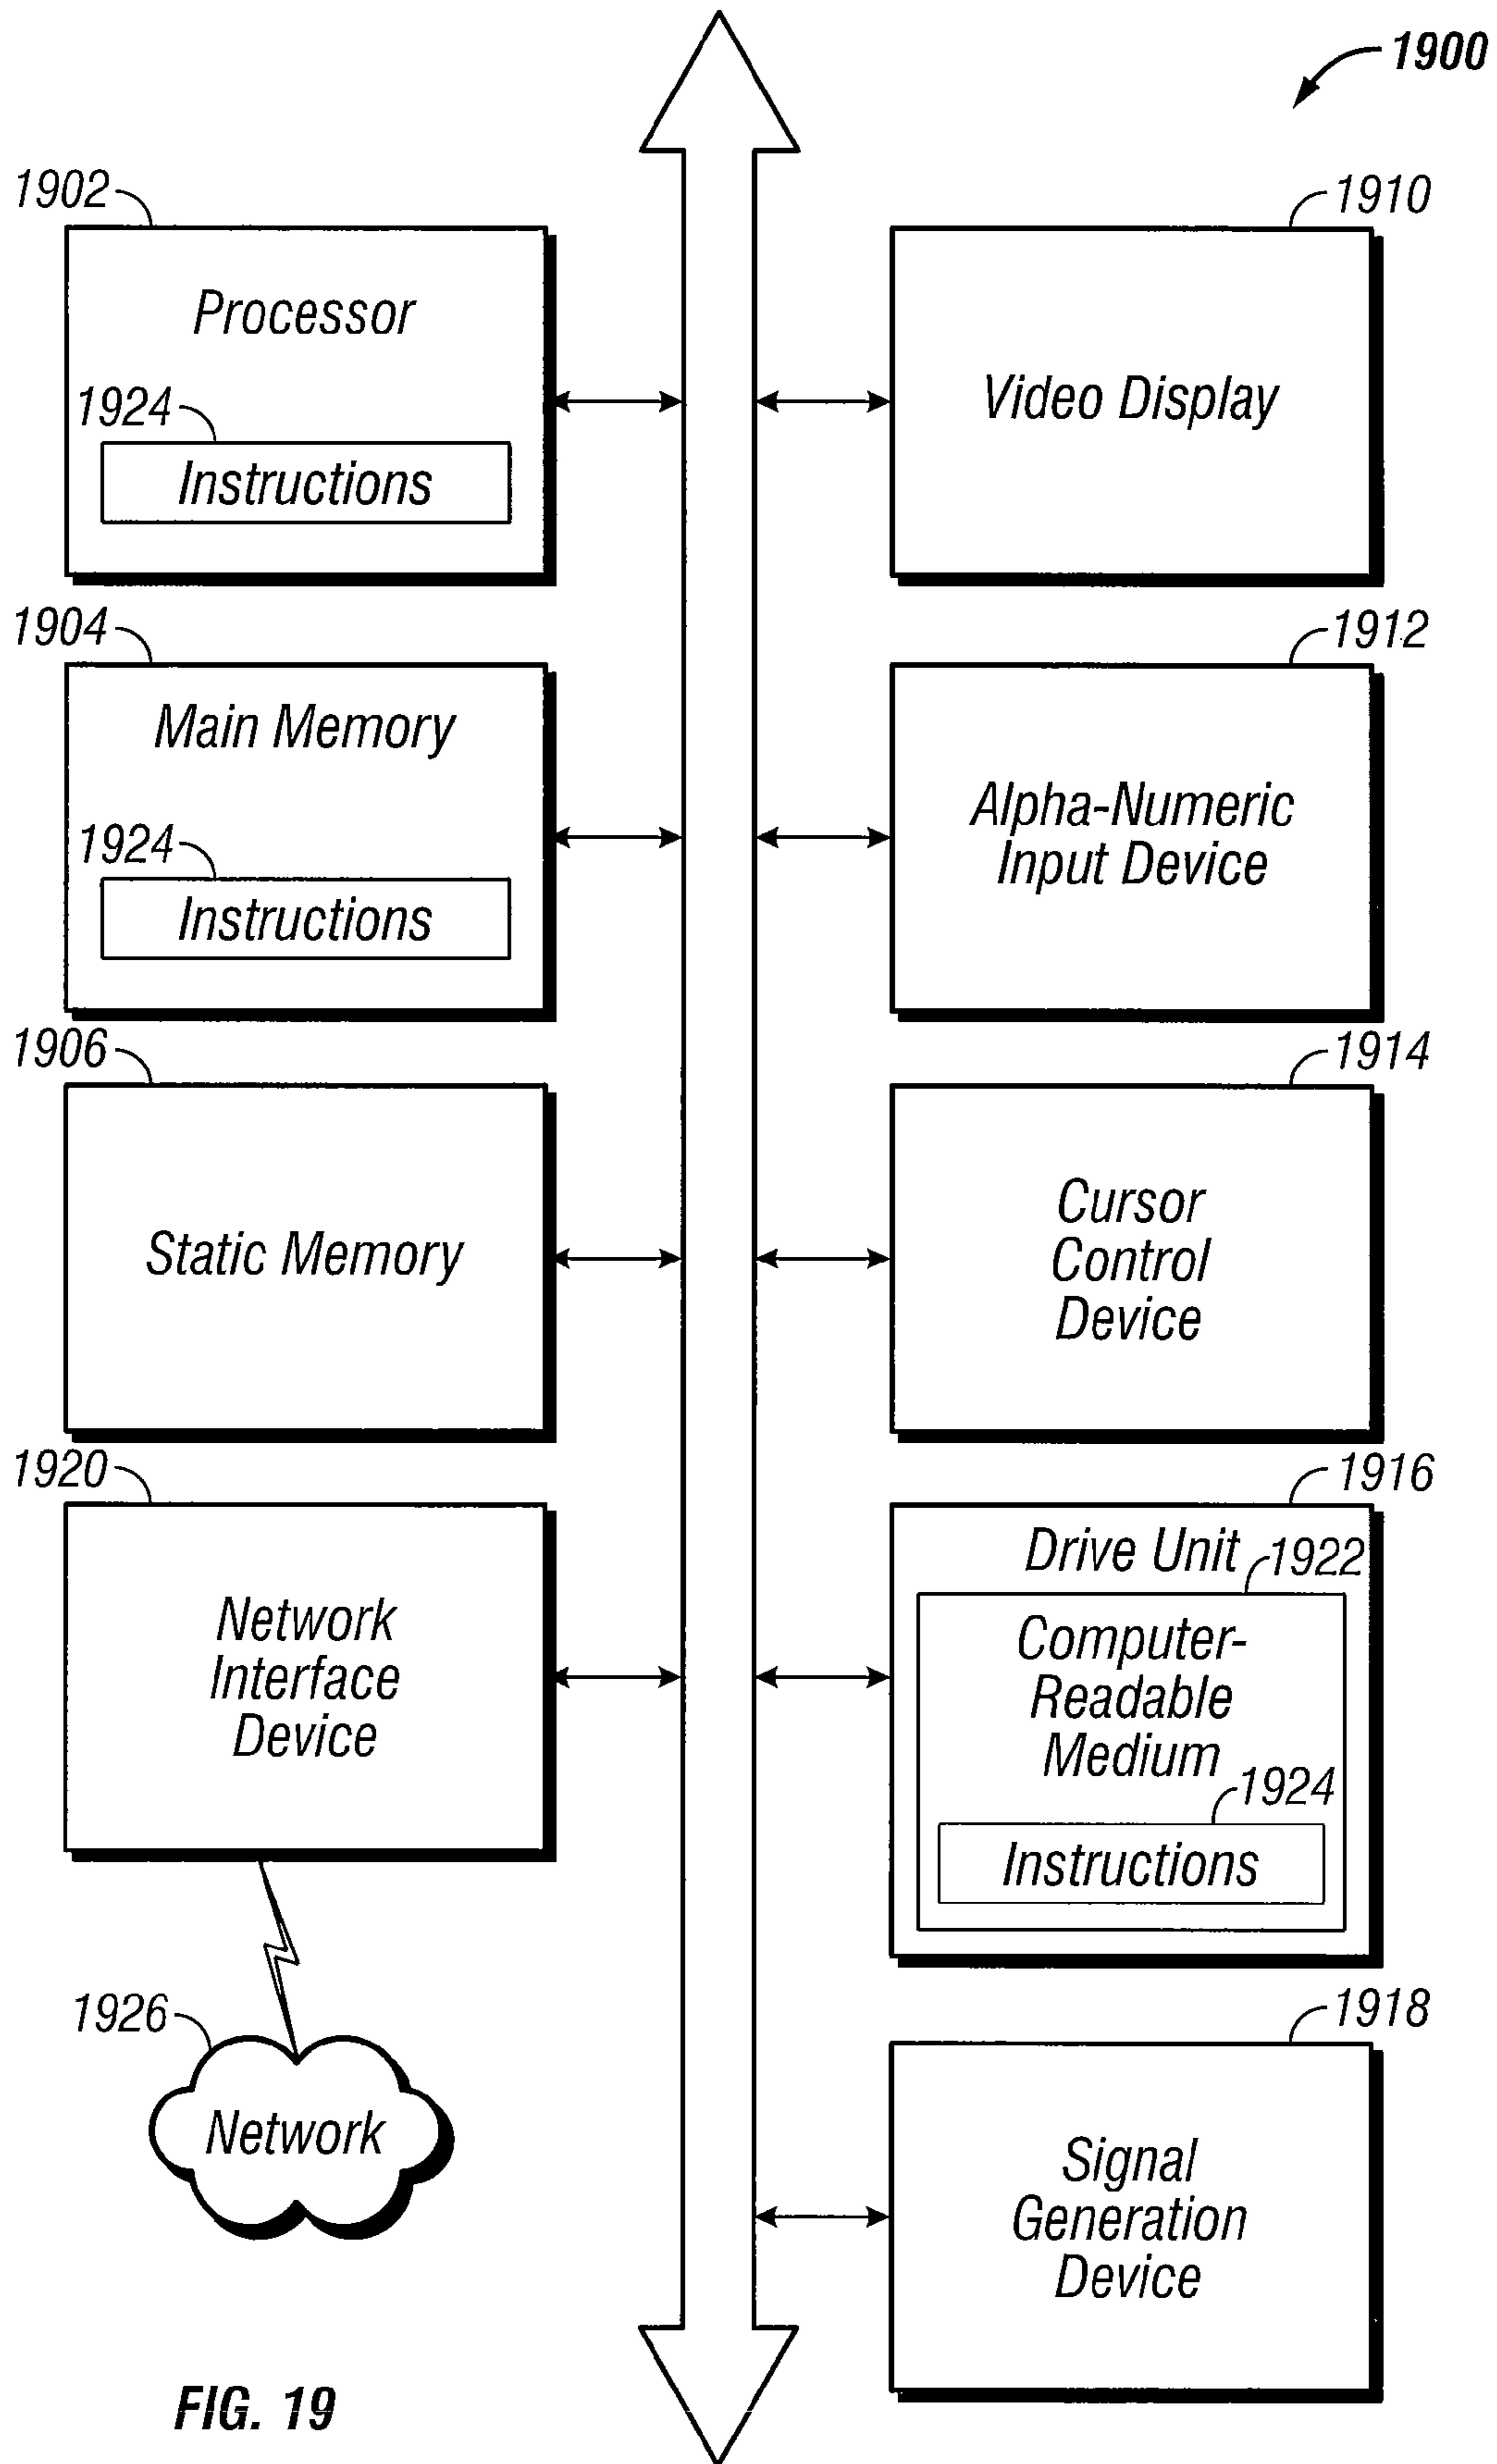 1900
1902
Processor
1924
Instructions
1904
Main Memory
1924
Instructions
1906
Static Memory
1920
Network
Interface
Device
1926
Network
1910
Video Display
1912
Alpha-Numeric
Input Device
1914
Cursor
Control
Device
1916
Drive Unit
1922
Computer-
Readable
Medium
1924
Instructions
1918
Signal
Generation
Device
FIG. 19